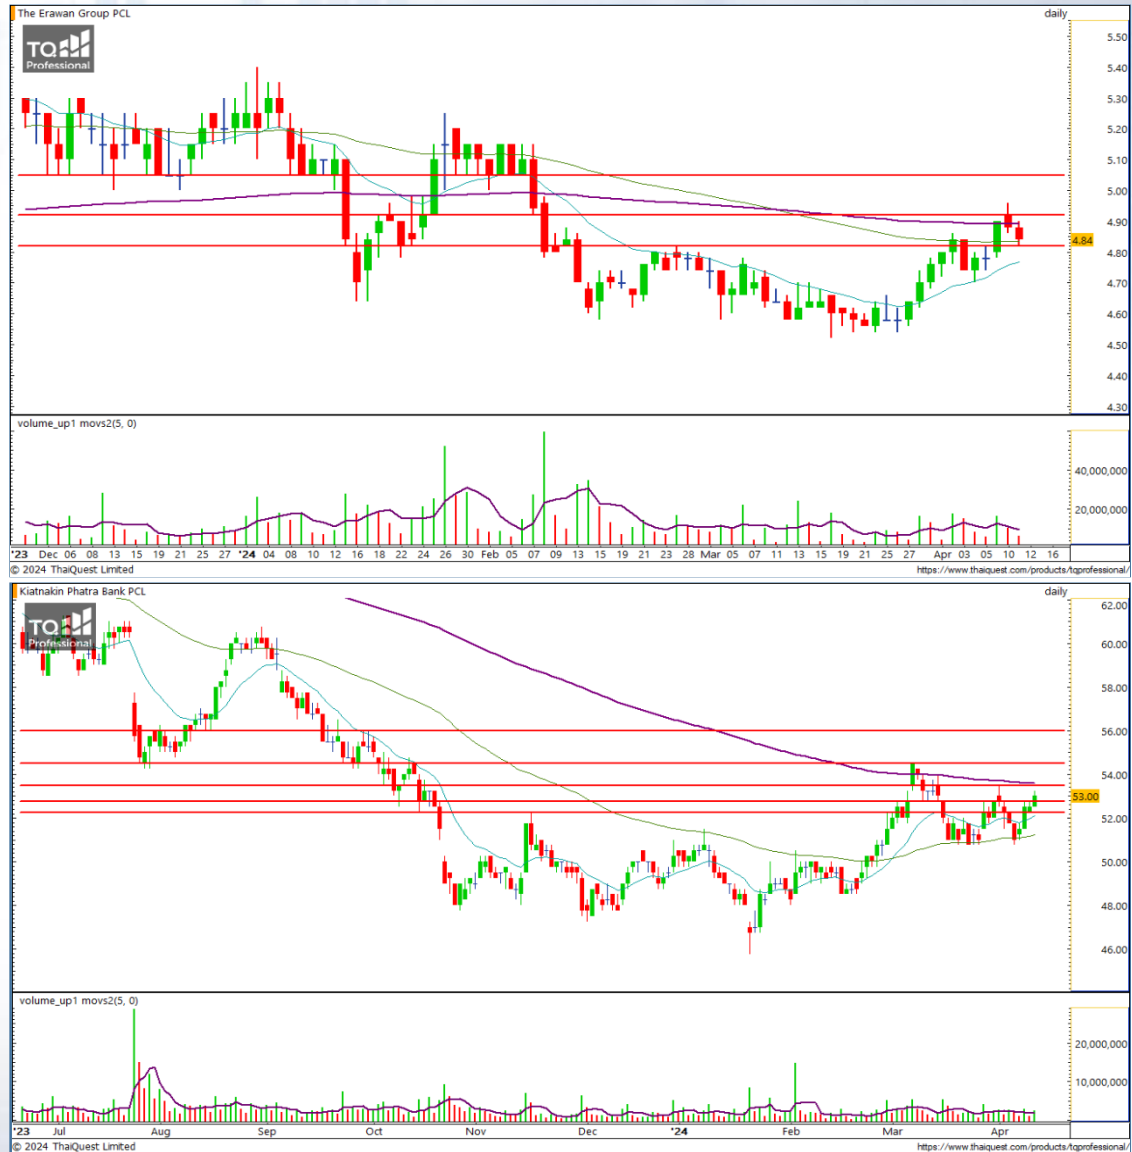 The Erawan Group PCL
daily
TQ
Professional
5.50
5.40
5.30
5.20
5.10
5.00
4.90
4.84
4.80
4.70
4.60
4.50
4.40
4.30
volume_up1 movs2(5, 0)
40,000,000
20,000,000
'23 Dec 06 08 13 15 19 21 25 27 '24 04 08 10 12 16 18 22 24 26 30 Feb 05 07 09 13 15 19 21 23 28 Mar 05 07 11 13 15 19 21 25 27 Apr 03 05 10 12 16
© 2024 ThaiQuest Limited
https://www.thaiquest.com/products/tqprofessional/
Kiatnakin Phatra Bank PCL
daily
TQ
Professional
62.00
60.00
58.00
56.00
54.00
53.00
52.00
50.00
48.00
46.00
volume_up1 movs2(5, 0)
20,000,000
10,000,000
'23 Jul Aug Sep Oct Nov Dec '24 Feb Mar Apr
© 2024 ThaiQuest Limited
https://www.thaiquest.com/products/tqprofessional/